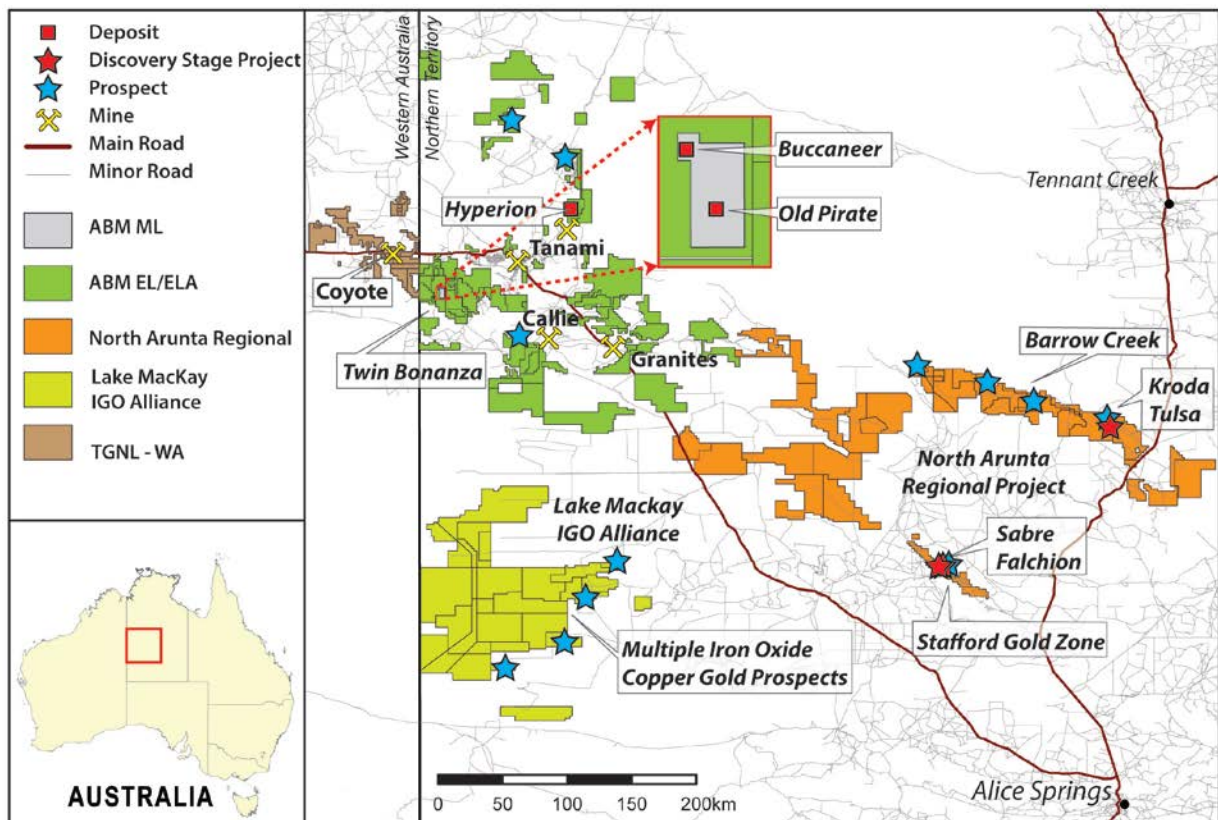 Deposit
Discovery Stage Project
Prospect
Mine
Main Road
Minor Road
ABM ML
ABM EL/ELA
North Arunta Regional
Lake MacKay
IGO Alliance
TGNL - WA
AUSTRALIA
Western Australia
Northern Territory
Buccaneer
Old Pirate
Hyperion
Tanami
Coyote
Callie
Twin Bonanza
Granites
Tennant Creek
Barrow Creek
Kroda
Tulsa
North Arunta
Regional Project
Lake Mackay
IGO Alliance
Sabre
Falchion
Stafford Gold Zone
Multiple Iron Oxide
Copper Gold Prospects
0 50 100 200km
Alice Springs